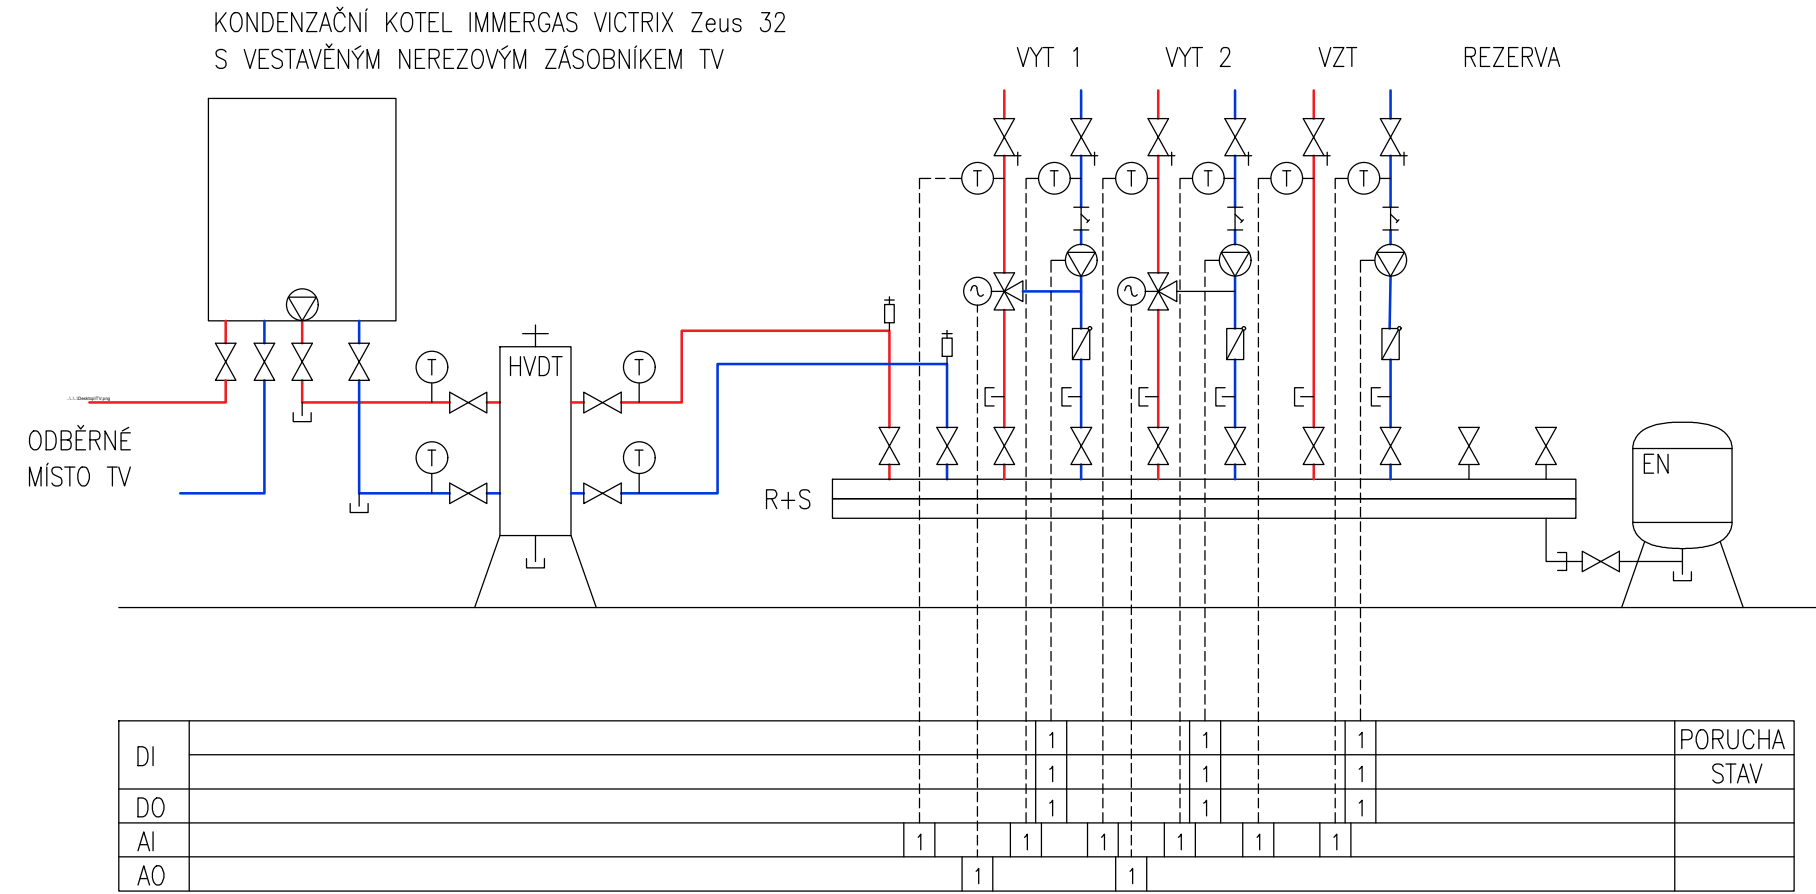 KONDENZAČNÍ KOTEL IMMERGAS VICTRIX Zeus 32
S VESTAVĚNÝM NEREZOVÝM ZÁSOBNÍKEM TV
VYT 1 VYT 2 VZT REZERVA
T T T T T T
T HVDT T
ODBĚRNÉ
MÍSTO TV
T T
R+S
EN
DI 1 1 1 PORUCHA
1 1 1 STAV
DO 1 1 1
AI 1 1 1 1 1 1
AO 1 1